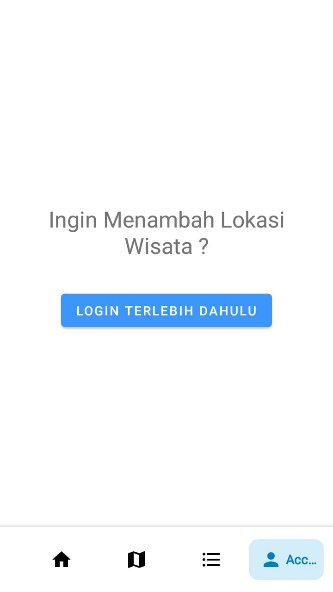 Ingin Menambah Lokasi
Wisata ?
LOGIN TERLEBIH DAHULU
Acc...